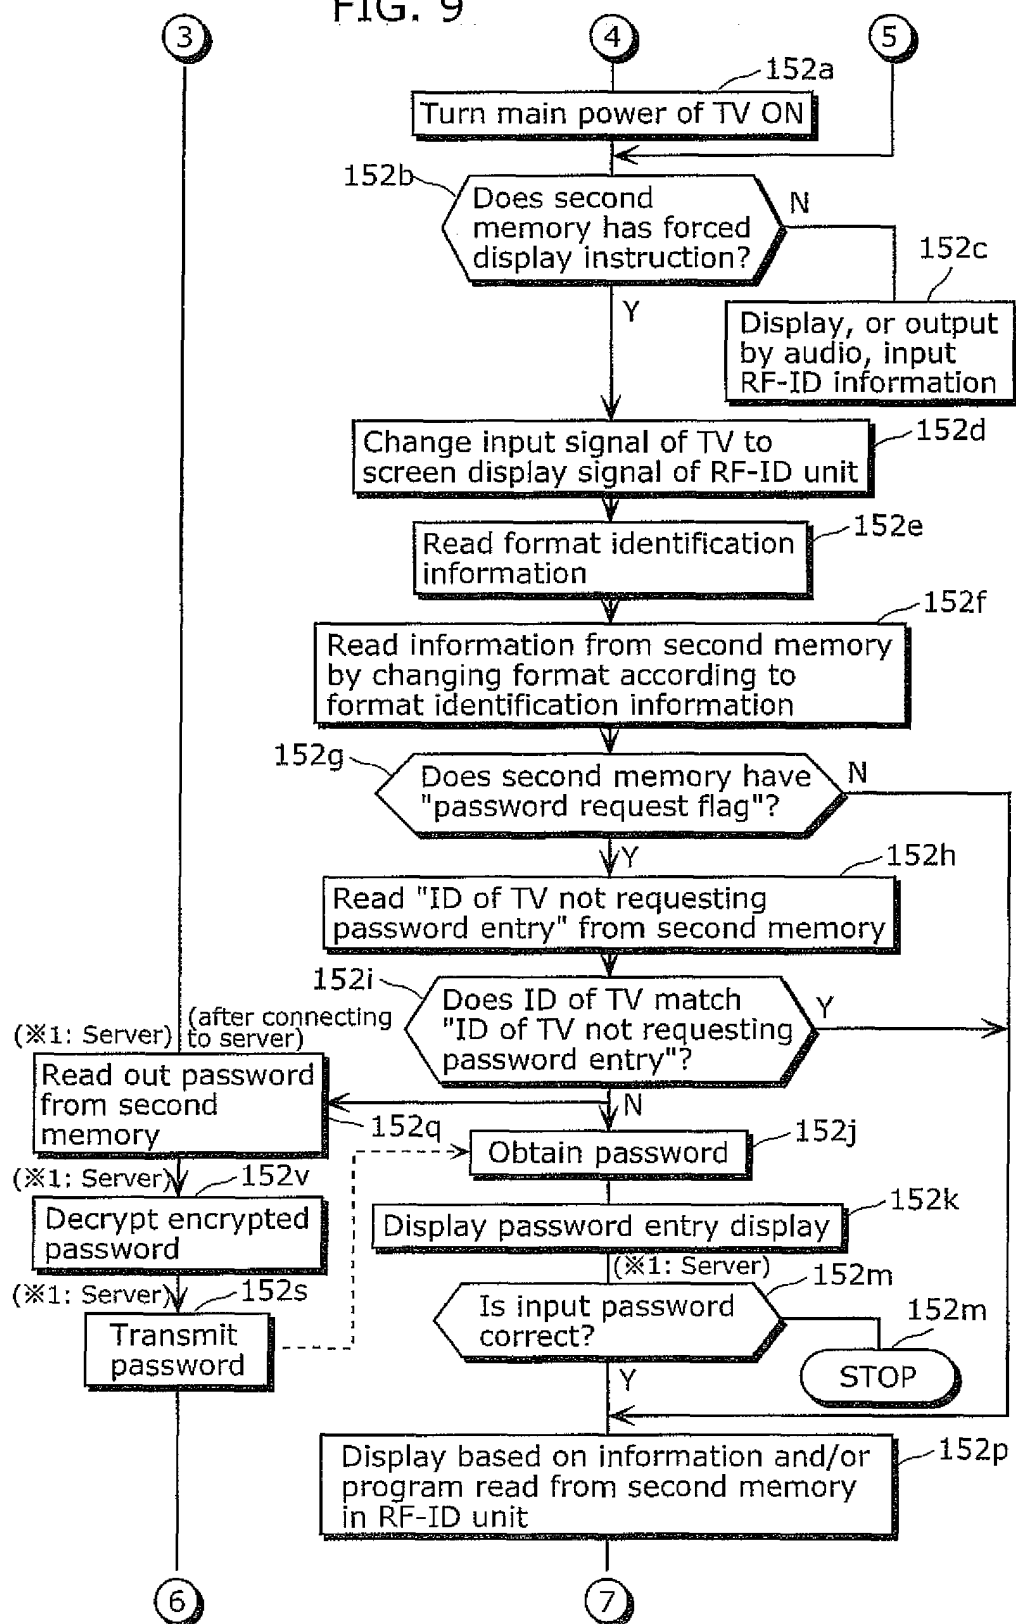 FIG. 9
3
4
5
152a
Turn main power of TV ON
152b
Does second
memory has forced
display instruction?
N
Y
152c
Display, or output
by audio, input
RF-ID information
152d
Change input signal of TV to
screen display signal of RF-ID unit
152e
Read format identification
information
152f
Read information from second memory
by changing format according to
format identification information
152g
Does second memory have
"password request flag"?
N
Y
152h
Read "ID of TV not requesting
password entry" from second memory
152i
Does ID of TV match
"ID of TV not requesting
password entry"?
Y
N
(※1: Server)
(after connecting
to server)
Read out password
from second
memory
152q
152j
Obtain password
(※1: Server)
152v
Decrypt encrypted
password
152k
Display password entry display
(※1: Server)
152m
Is input password
correct?
152m
STOP
Y
(※1: Server)
152s
Transmit
password
152p
Display based on information and/or
program read from second memory
in RF-ID unit
6
7